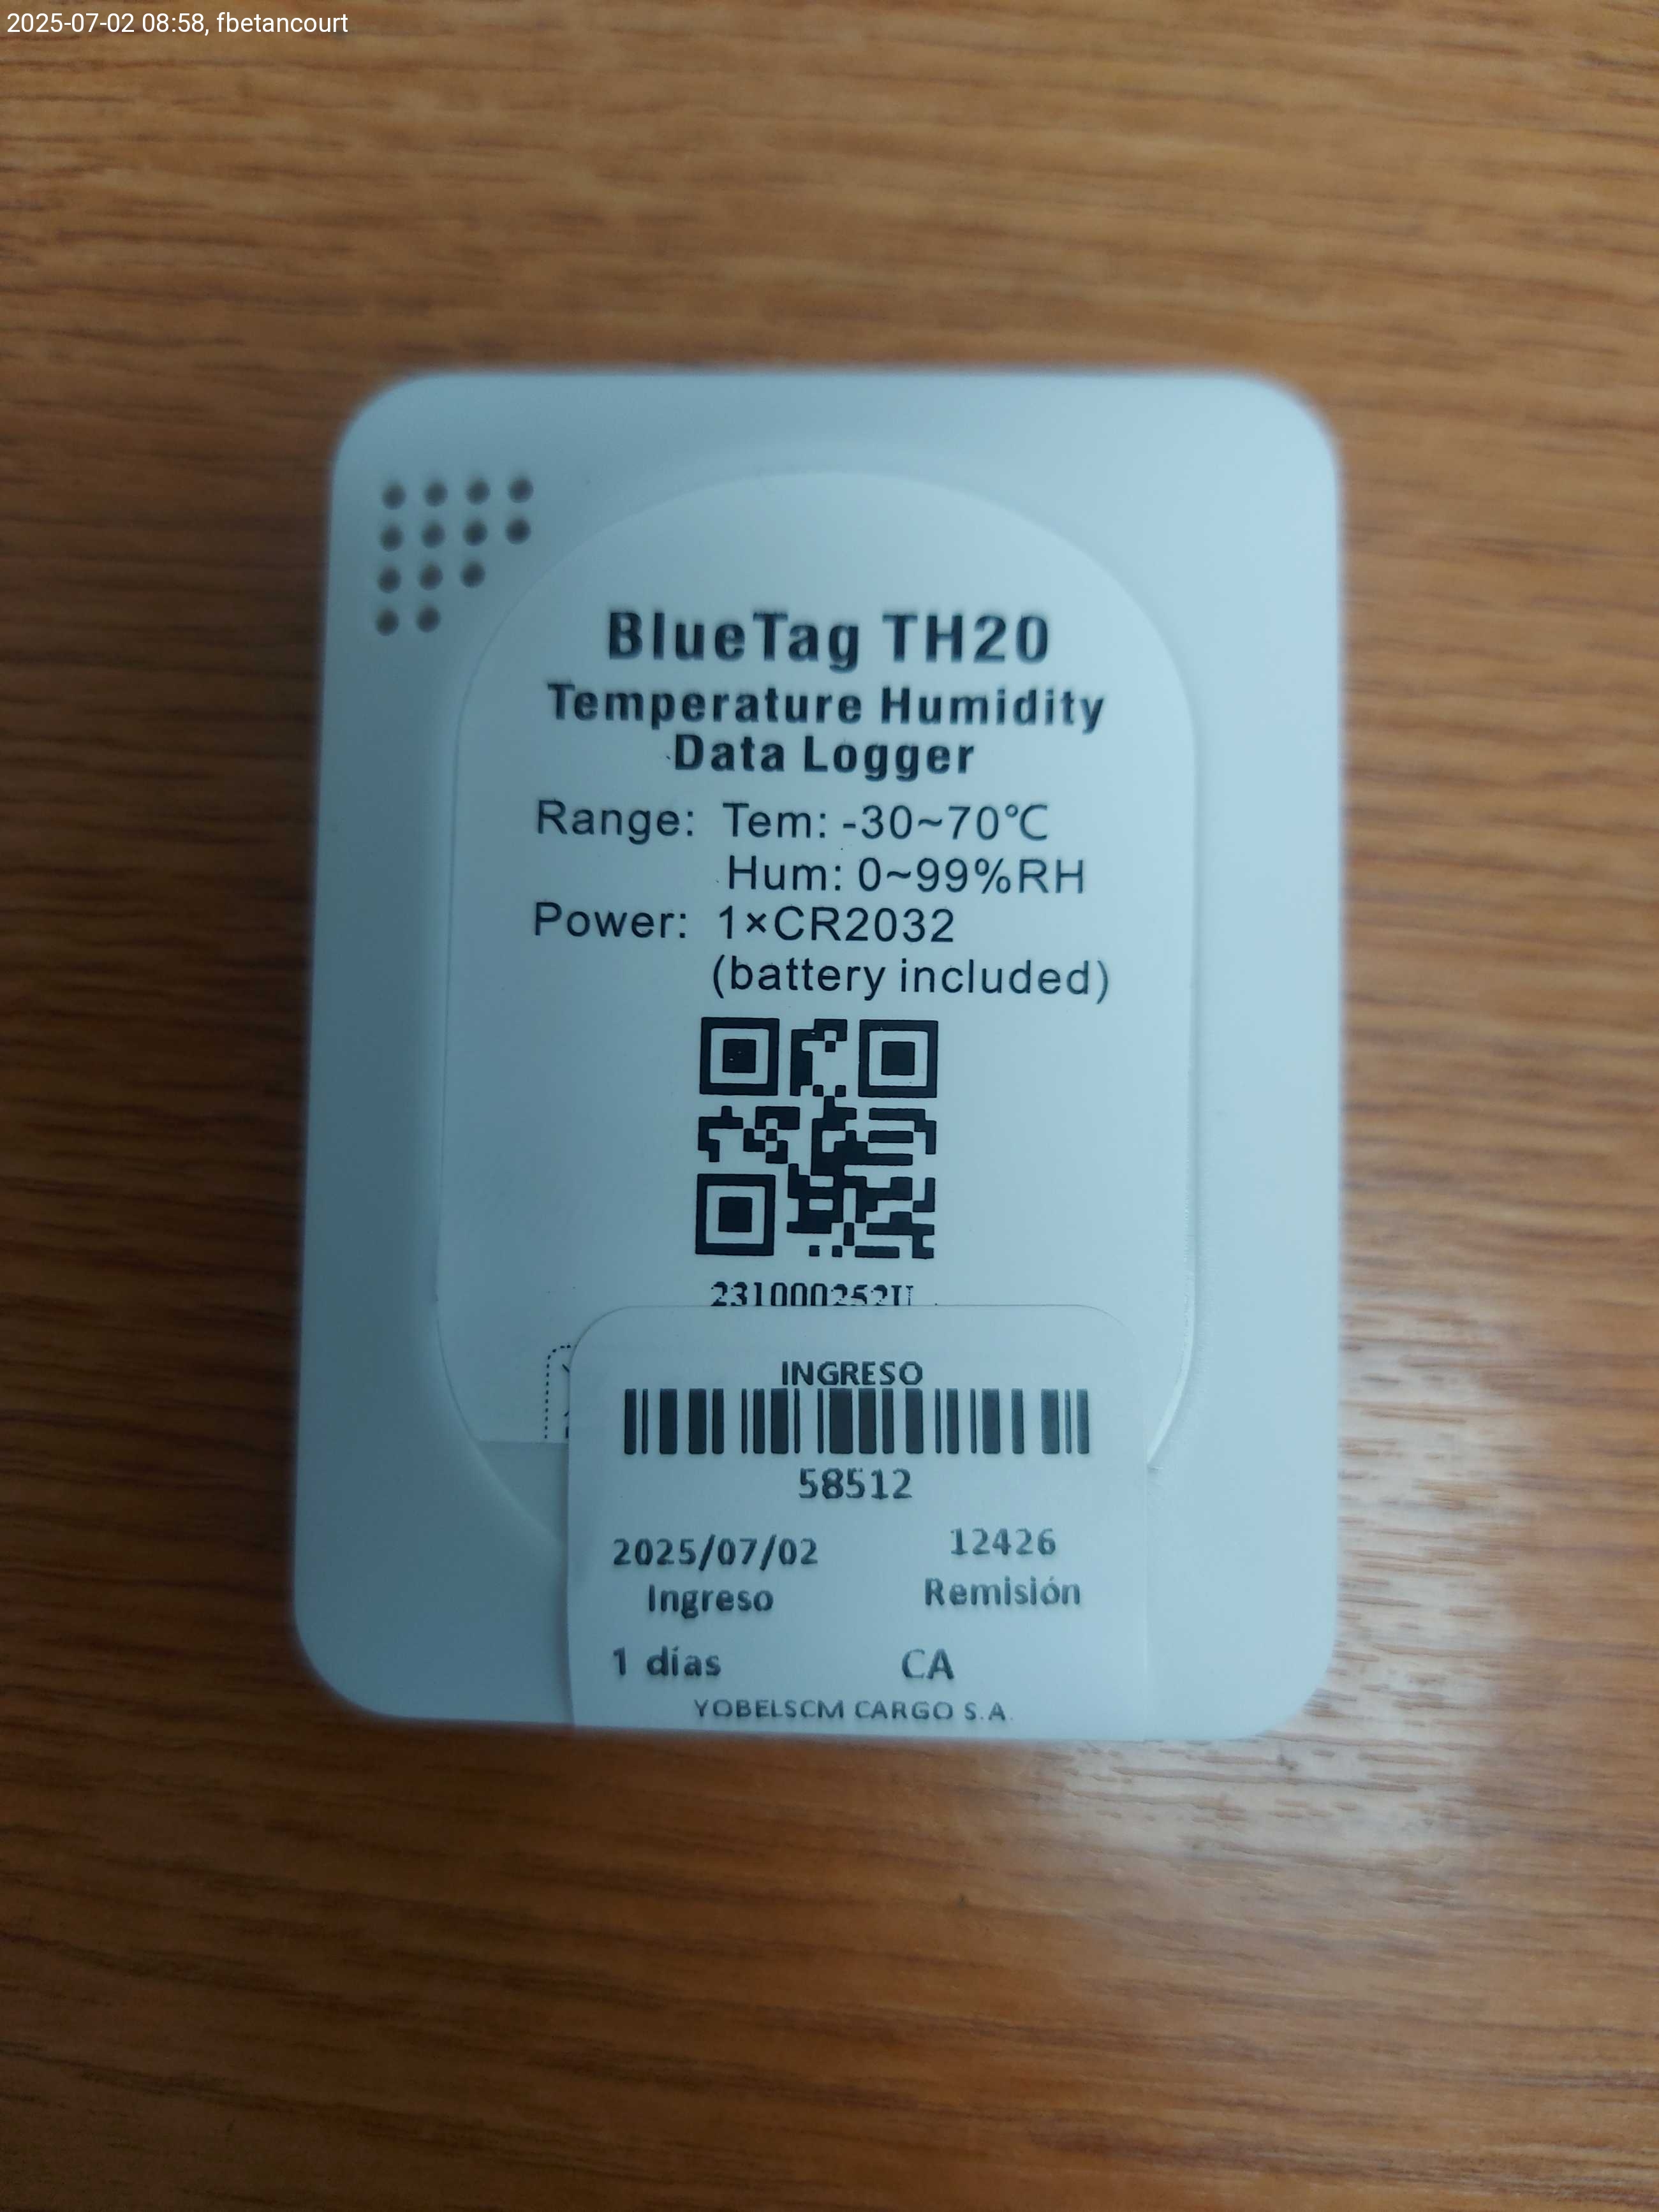 2025-07-02 08:58, fbetancourt
BlueTag TH20
Temperature Humidity
Data Logger
Range: Tem: -30~70℃
Hum: 0~99%RH
Power: 1×CR2032
(battery included)
INGRESO
58512
2025/07/02 12426
Ingreso Remisión
1 días CA
YOBELSCM CARGO S.A.